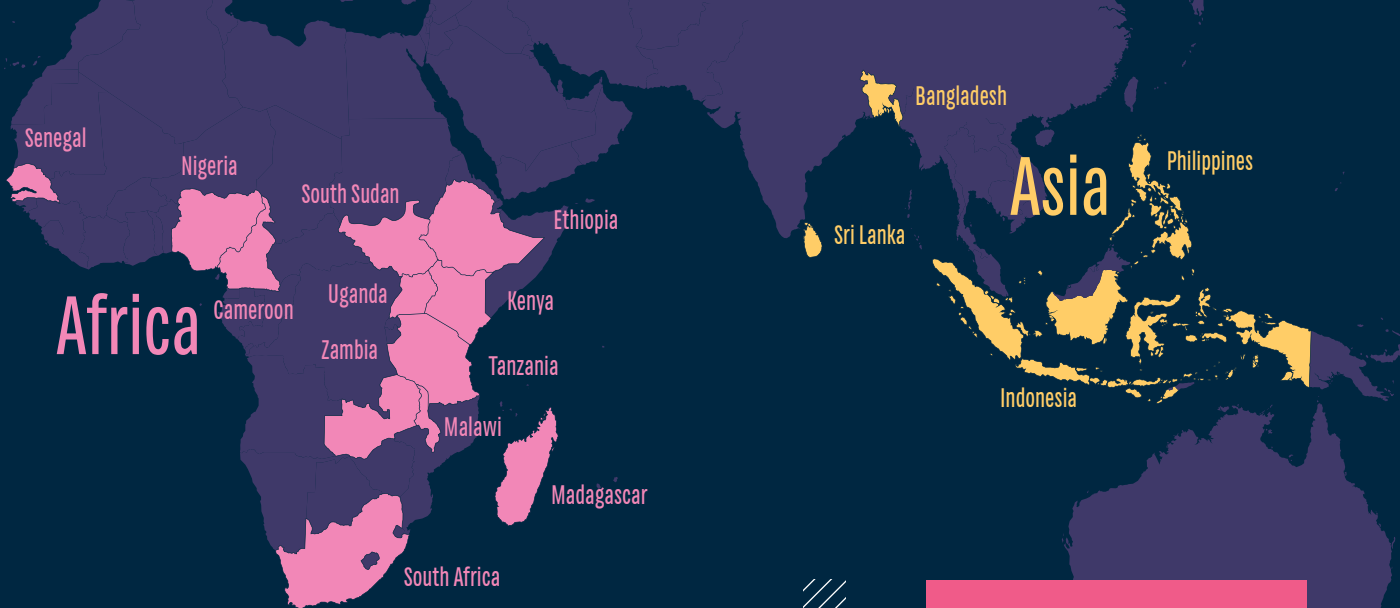 Bangladesh
Senegal
Nigeria
Asia
Philippines
South Sudan
Ethiopia
Sri Lanka
Uganda
Kenya
Africa
Cameroon
Zambia
Tanzania
Indonesia
Malawi
Madagascar
South Africa